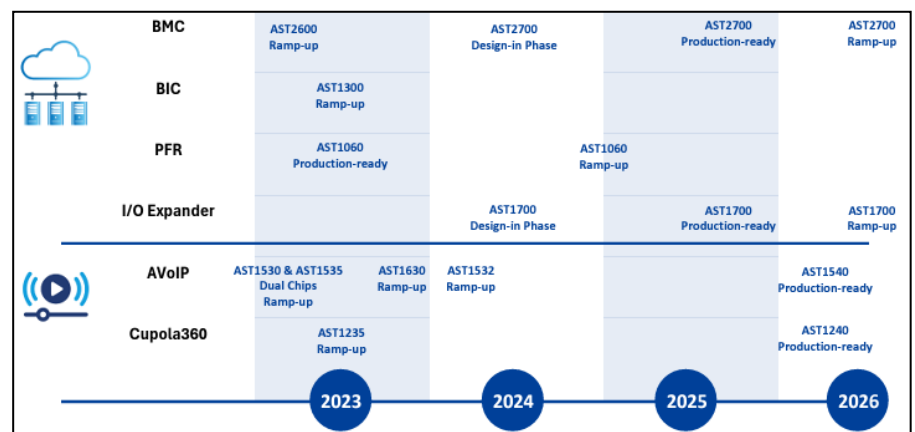 BMC
AST2600
Ramp-up
AST2700
Design-in Phase
AST2700
Production-ready
AST2700
Ramp-up
BIC
AST1300
Ramp-up
PFR
AST1060
Production-ready
AST1060
Ramp-up
I/O Expander
AST1700
Design-in Phase
AST1700
Production-ready
AST1700
Ramp-up
AVoIP
AST1530 & AST1535
Dual Chips
Ramp-up
AST1630
Ramp-up
AST1532
Ramp-up
AST1540
Production-ready
Cupola360
AST1235
Ramp-up
AST1240
Production-ready
2023
2024
2025
2026